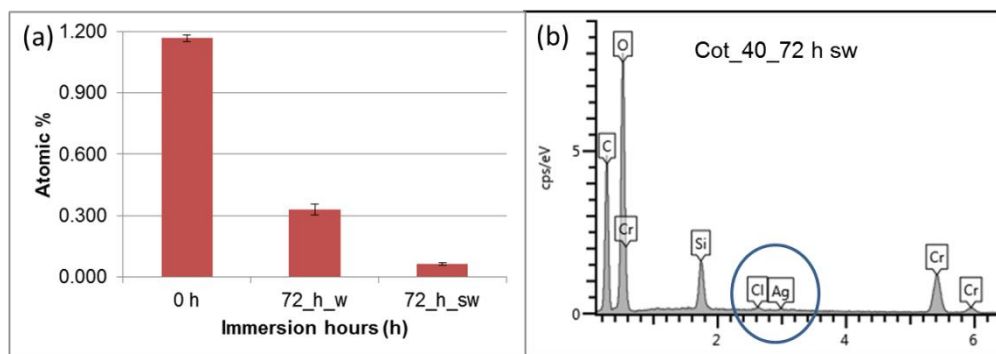 (a)
1.200
0.900
0.600
0.300
0.000
Atomic %
0 h
72_h_w
72_h_sw
Immersion hours (h)
(b)
Cot_40_72 h sw
O
C
Cr
Si
Cl
Ag
Cr
Cr
5
0
cps/eV
2
4
6